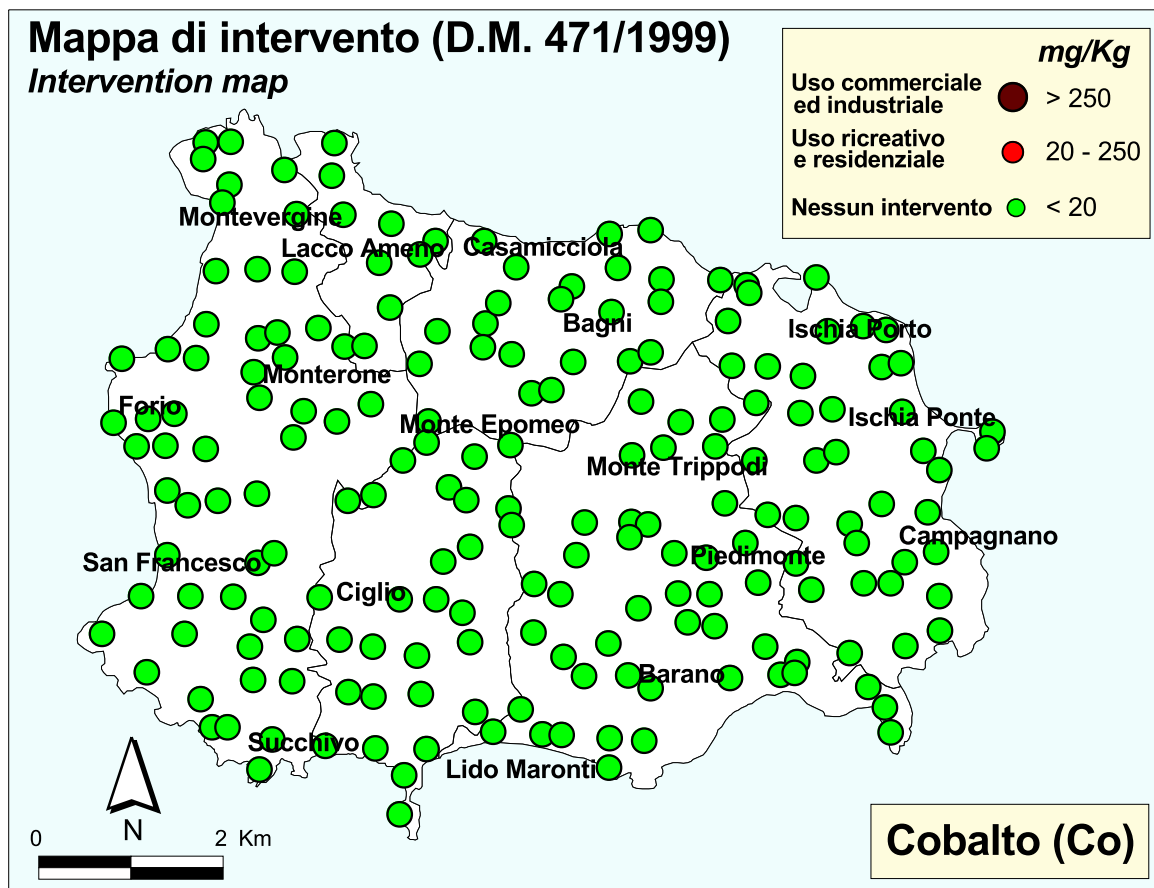 Mappa di intervento (D.M. 471/1999)
Intervention map
mg/Kg
Uso commerciale
ed industriale
> 250
Uso ricreativo
e residenziale
20 - 250
Nessun intervento
< 20
Montevergine
Lacco Ameno
Casamicciola
Bagni
Ischia Porto
Monterone
Forio
Monte Epomeo
Ischia Ponte
Monte Trippodi
Campagnano
San Francesco
Piedimonte
Ciglio
Barano
Succhivo
Lido Maronti
N
0 2 Km
Cobalto (Co)